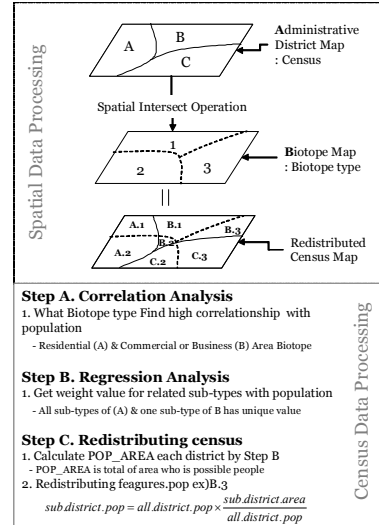 Spatial Data Processing
A
B
C
Administrative
District Map
: Census
Spatial Intersect Operation
1
2
3
Biotope Map
: Biotope type
A.1
B.1
B.3
B.2
A.2
C.2
C.3
Redistributed
Census Map
Census Data Processing
Step A. Correlation Analysis
1. What Biotope type Find high correlationship with
population
- Residential (A) & Commercial or Business (B) Area Biotope
Step B. Regression Analysis
1. Get weight value for related sub-types with population
- All sub-types of (A) & one sub-type of B has unique value
Step C. Redistributing census
1. Calculate POP_AREA each district by Step B
- POP_AREA is total of area who is possible people
2. Redistributing feagures.pop ex)B.3
sub.district.pop = all.district.pop × sub.district.area / all.district.pop